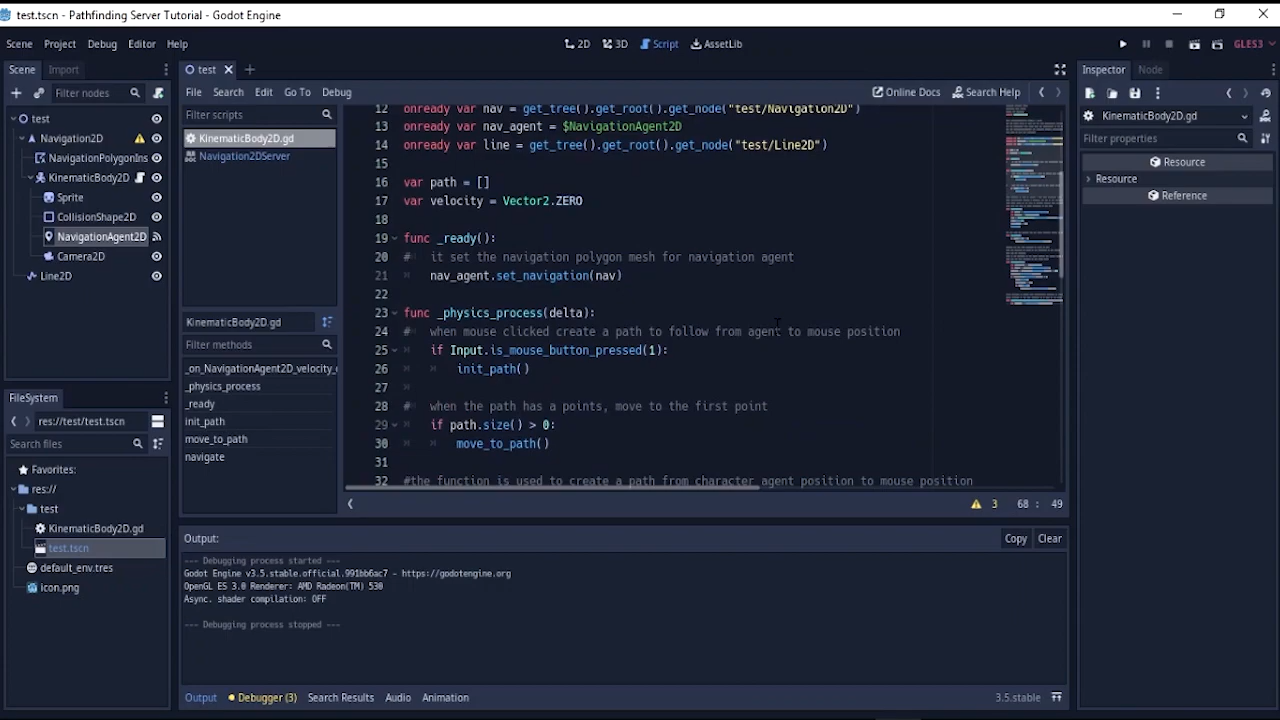 test.tscn - Pathfinding Server Tutorial - Godot Engine
Scene Project Debug Editor Help
2D 3D Script AssetLib
GLES3
Scene Import
Filter nodes
test
Navigation2D
NavigationPolygonIns
KinematicBody2D
Sprite
CollisionShape2D
NavigationAgent2D
Camera2D
Line2D
FileSystem
res://test/test.tscn
Search files
Favorites:
res://
test
KinematicBody2D.gd
test.tscn
default_env.tres
icon.png
test
File Search Edit Go To Debug
Online Docs Search Help
Filter scripts
KinematicBody2D.gd
Navigation2DServer
KinematicBody2D.gd
Filter methods
_on_NavigationAgent2D_velocity_c
_physics_process
_ready
init_path
move_to_path
navigate
12 onready var nav = get_tree().get_root().get_node("test/Navigation2D")
13 onready var nav_agent = $NavigationAgent2D
14 onready var line = get_tree().get_root().get_node("test/Line2D")
15
16 var path = []
17 var velocity = Vector2.ZERO
18
19 func _ready():
20 # it set the navigation polygon mesh for navigation agent
21 nav_agent.set_navigation(nav)
22
23 func _physics_process(delta):
24 # when mouse clicked create a path to follow from agent to mouse position
25 if Input.is_mouse_button_pressed(1):
26 init_path()
27
28 # when the path has a points, move to the first point
29 if path.size() > 0:
30 move_to_path()
31
32 #the function is used to create a path from character agent position to mouse position
3 68 : 49
Output:
Copy Clear
--- Debugging process started ---
Godot Engine v3.5.stable.official.991bb6ac7 - https://godotengine.org
OpenGL ES 3.0 Renderer: AMD Radeon(TM) 530
Async. shader compilation: OFF
--- Debugging process stopped ---
Output Debugger (3) Search Results Audio Animation
3.5.stable
Inspector Node
KinematicBody2D.gd
Filter properties
Resource
Resource
Reference